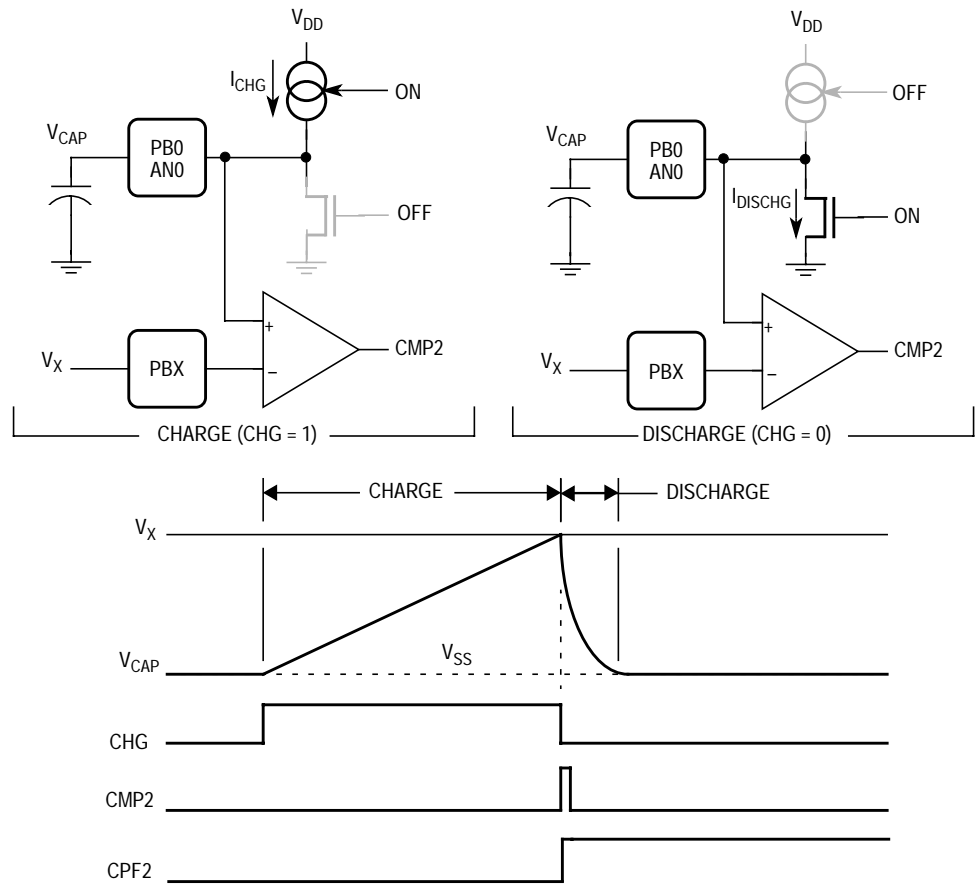 VDD
ICHG
ON
VCAP
PB0
AN0
OFF
+
CMP2
VX
PBX
–
CHARGE (CHG = 1)
VDD
OFF
VCAP
PB0
AN0
IDISCHG
ON
+
CMP2
VX
PBX
–
DISCHARGE (CHG = 0)
CHARGE
DISCHARGE
VX
VCAP
VSS
CHG
CMP2
CPF2